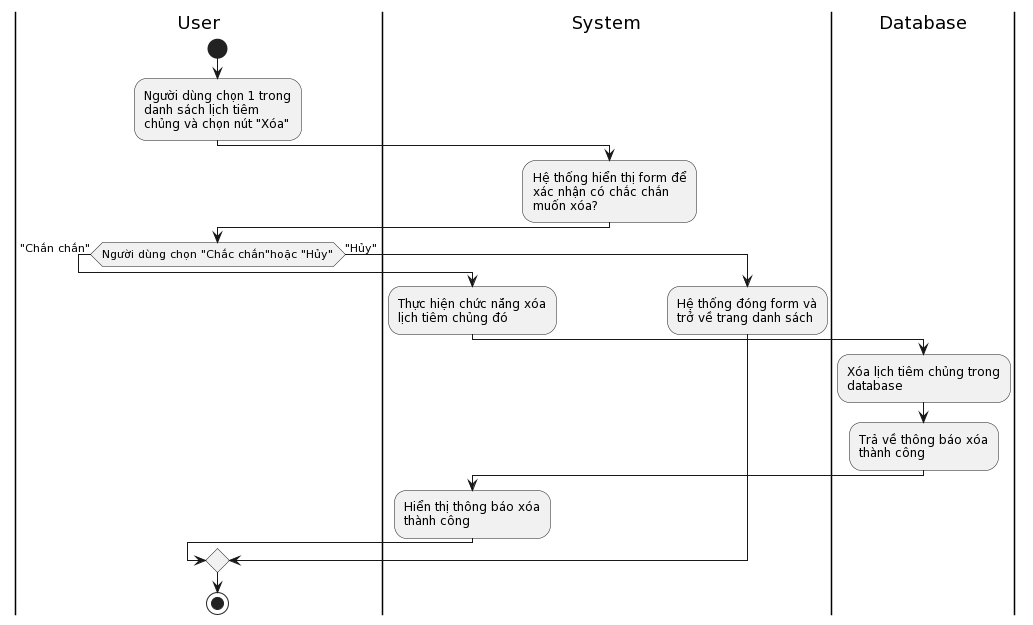 User
System
Database
Người dùng chọn 1 trong
danh sách lịch tiêm
chủng và chọn nút "Xóa"
Hệ thống hiển thị form để
xác nhận có chắc chắn
muốn xóa?
"Chắn chắn"
Người dùng chọn "Chắc chắn"hoặc "Hủy"
"Hủy"
Thực hiện chức năng xóa
lịch tiêm chủng đó
Hệ thống đóng form và
trở về trang danh sách
Xóa lịch tiêm chủng trong
database
Trả về thông báo xóa
thành công
Hiển thị thông báo xóa
thành công